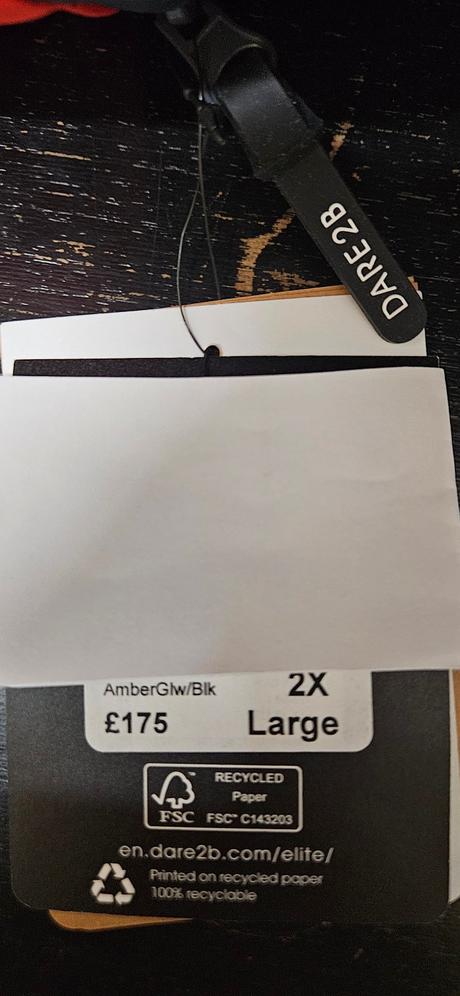 DARE2B
AmberGlw/Blk 2X
£175 Large
RECYCLED
Paper
FSC™ FSC™ C143203
en.dare2b.com/elite/
Printed on recycled paper
100% recyclable